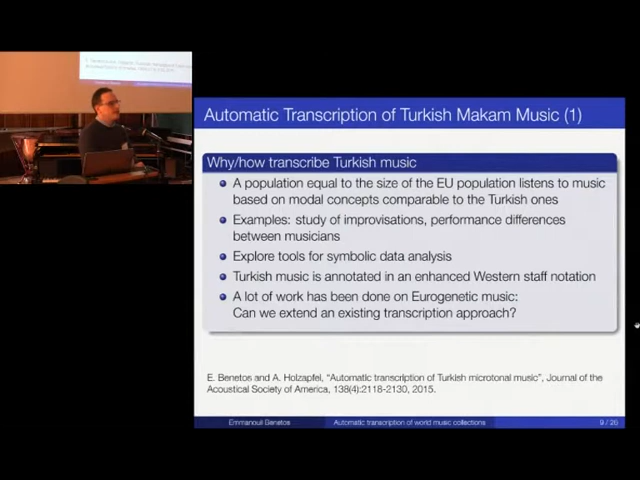 Automatic Transcription of Turkish Makam Music (1)
Why/how transcribe Turkish music
A population equal to the size of the EU population listens to music
based on modal concepts comparable to the Turkish ones
Examples: study of improvisations, performance differences
between musicians
Explore tools for symbolic data analysis
Turkish music is annotated in an enhanced Western staff notation
A lot of work has been done on Eurogenetic music:
Can we extend an existing transcription approach?
E. Benetos and A. Holzapfel, "Automatic transcription of Turkish microtonal music", Journal of the
Acoustical Society of America, 138(4):2118-2130, 2015.
Emmanouil Benetos Automatic transcription of world music collections 9 / 26